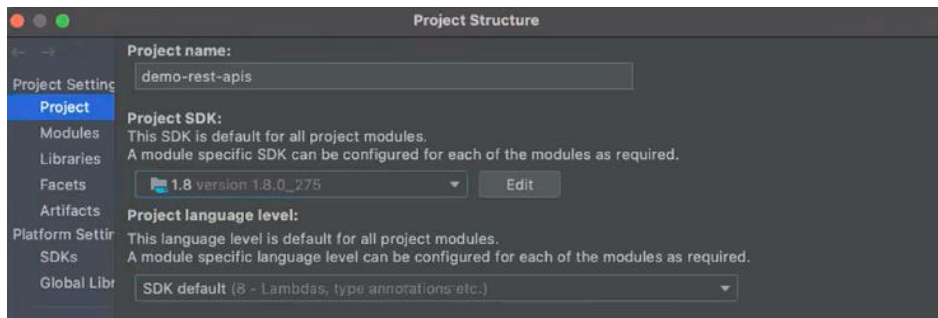 Project Structure
Project name:
demo-rest-apis
Project Setting
Project
Modules
Libraries
Facets
Artifacts
Platform Settin
SDKs
Global Libr
Project SDK:
This SDK is default for all project modules.
A module specific SDK can be configured for each of the modules as required.
1.8 version 1.8.0_275
Edit
Project language level:
This language level is default for all project modules.
A module specific language level can be configured for each of the modules as required.
SDK default (8 - Lambdas, type annotations etc.)